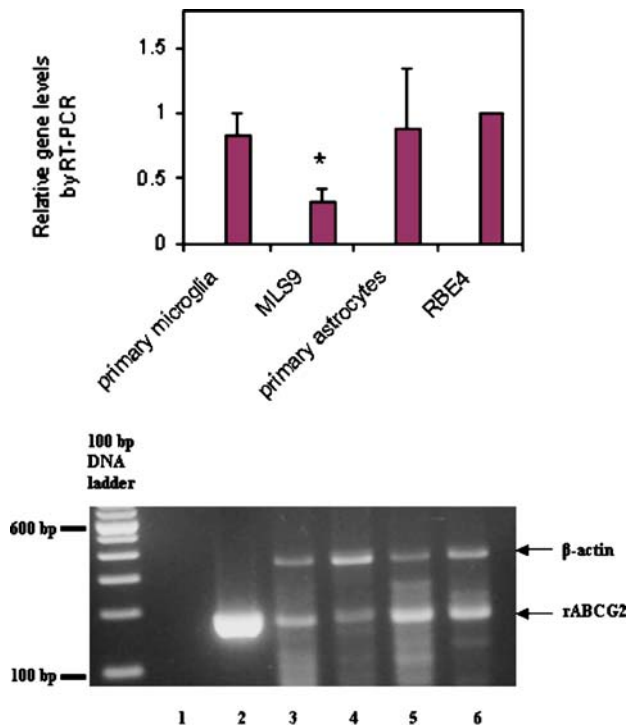 Relative gene levels
by RT-PCR
1.5
1
0.5
0
*
primary microglia
MLS9
primary astrocytes
RBE4
100 bp
DNA
ladder
600 bp
100 bp
β-actin
rABCG2
1 2 3 4 5 6